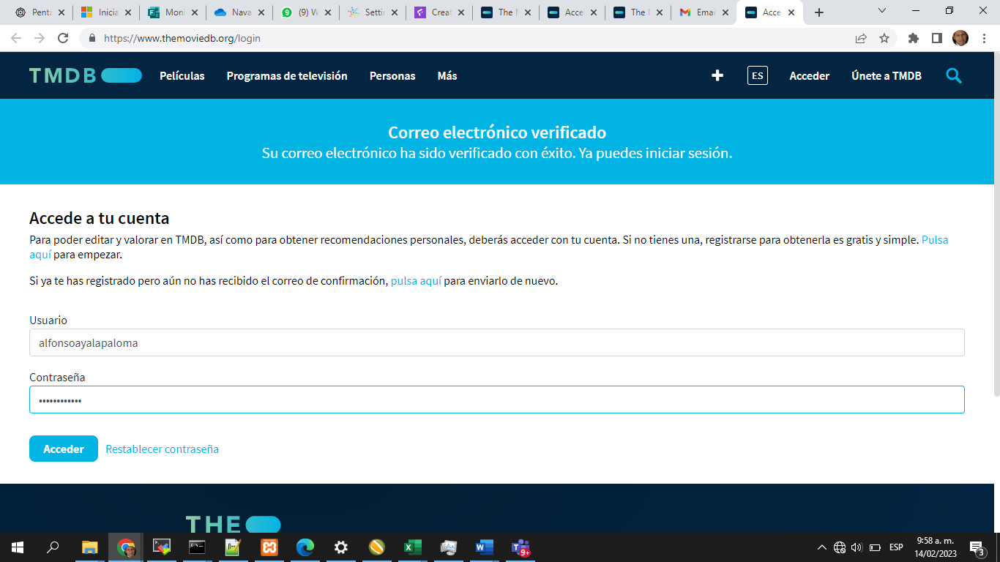 Penta
Inicia
Moni
Nava
(9) W
Settin
Creat
The M
Acce
The M
Emai
Acce
https://www.themoviedb.org/login
TMDB
Películas
Programas de televisión
Personas
Más
ES
Acceder
Únete a TMDB
Correo electrónico verificado
Su correo electrónico ha sido verificado con éxito. Ya puedes iniciar sesión.
Accede a tu cuenta
Para poder editar y valorar en TMDB, así como para obtener recomendaciones personales, deberás acceder con tu cuenta. Si no tienes una, registrarse para obtenerla es gratis y simple. Pulsa
aquí para empezar.
Si ya te has registrado pero aún no has recibido el correo de confirmación, pulsa aquí para enviarlo de nuevo.
Usuario
alfonsoayalapaloma
Contraseña
••••••••••••
Acceder
Restablecer contraseña
THE
9+
ESP
9:58 a. m.
14/02/2023
3